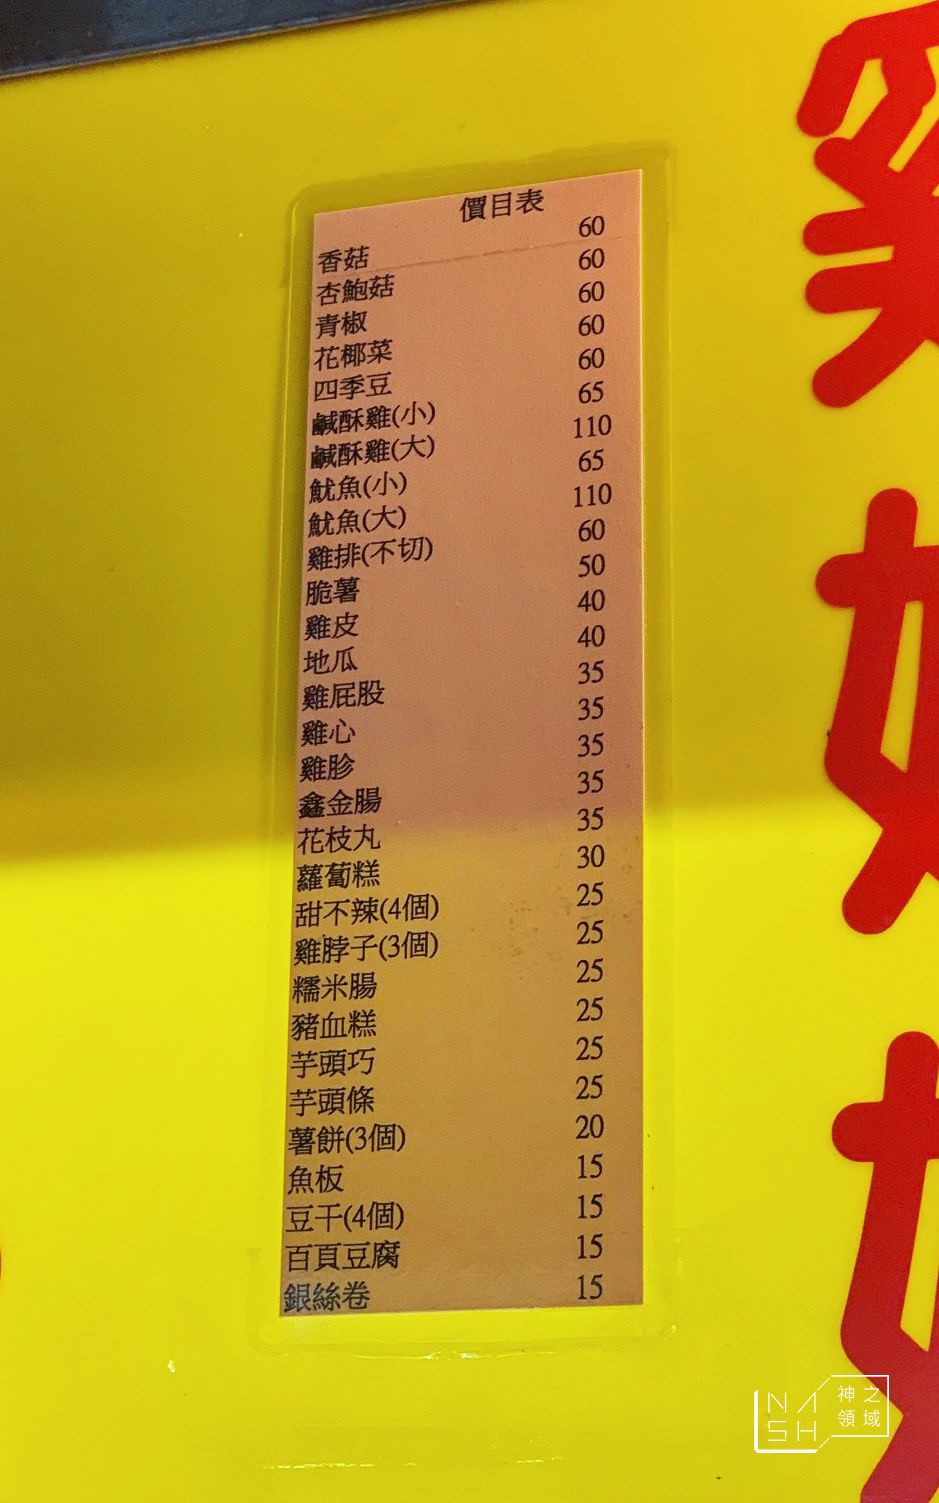 價目表
香菇 60
杏鮑菇 60
青椒 60
花椰菜 60
四季豆 60
鹹酥雞(小) 65
鹹酥雞(大) 110
魷魚(小) 65
魷魚(大) 110
雞排(不切) 60
脆薯 50
雞皮 40
地瓜 40
雞屁股 35
雞心 35
雞胗 35
鑫金腸 35
花枝丸 35
蘿蔔糕 30
甜不辣(4個) 25
雞脖子(3個) 25
糯米腸 25
豬血糕 25
芋頭巧 25
芋頭條 25
薯餅(3個) 20
魚板 15
豆干(4個) 15
百頁豆腐 15
銀絲卷 15
NASH
神之領域